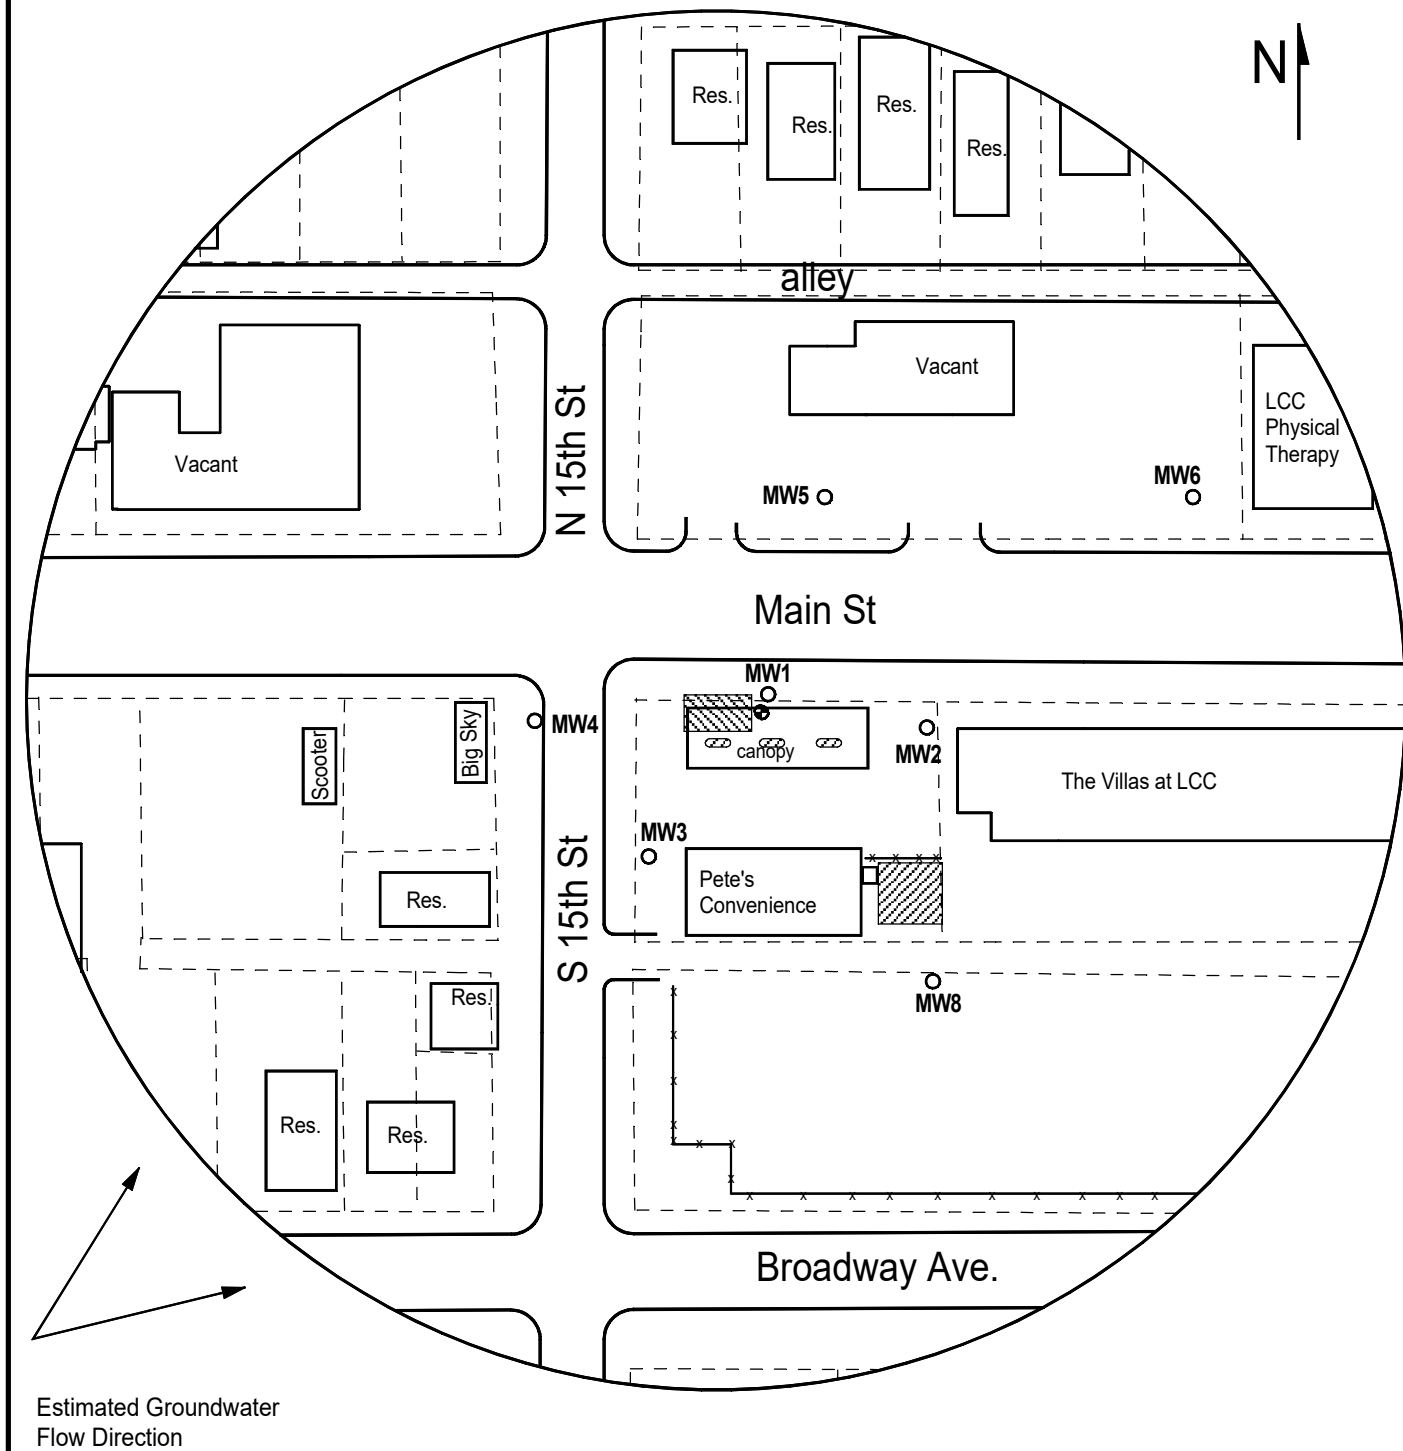 N
Res.
Res.
Res.
Res.
alley
Vacant
LCC
Physical
Therapy
N 15th St
Vacant
MW5
MW6
Main St
MW1
MW4
MW2
canopy
Big Sky
Scooter
The Villas at LCC
MW3
Pete's
Convenience
S 15th St
Res.
Res.
MW8
Res.
Res.
Broadway Ave.
Estimated Groundwater
Flow Direction